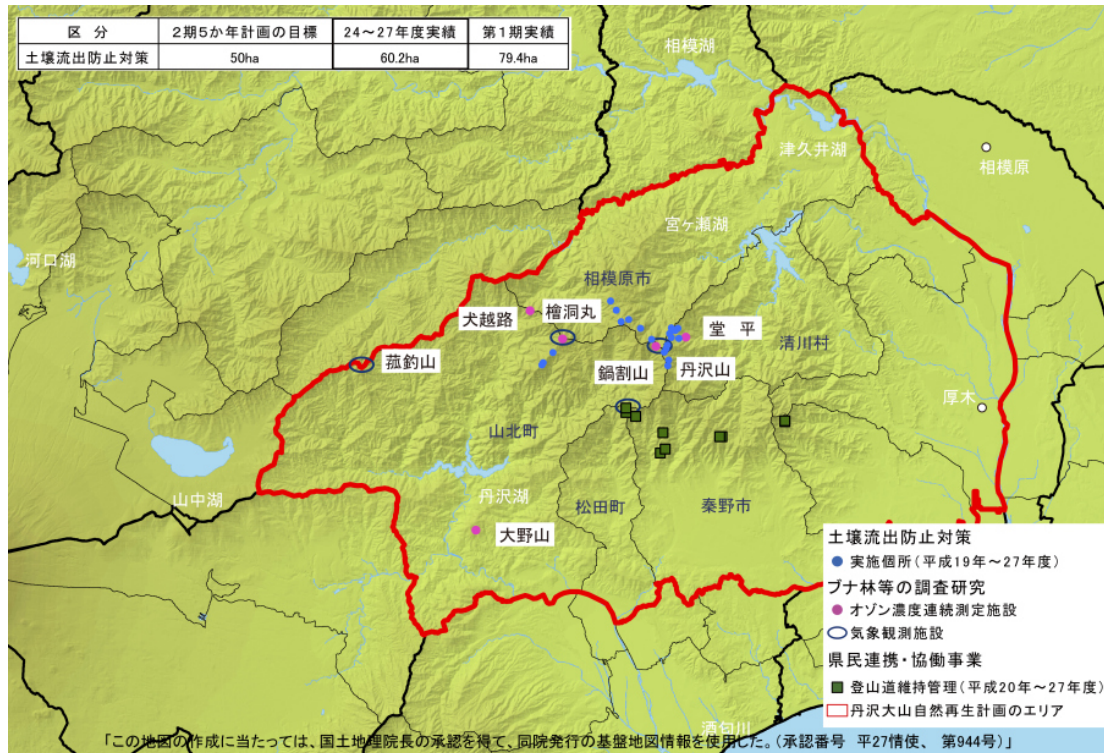 区　分 2期5か年計画の目標 24～27年度実績 第1期実績
土壌流出防止対策 50ha 60.2ha 79.4ha
相模湖
津久井湖
相模原
宮ヶ瀬湖
河口湖
相模原市
犬越路
檜洞丸
堂　平
清川村
菰釣山
鍋割山
丹沢山
厚木
山北町
山中湖
丹沢湖
松田町
秦野市
大野山
土壌流出防止対策
実施個所(平成19年～27年度)
ブナ林等の調査研究
オゾン濃度連続測定施設
気象観測施設
県民連携・協働事業
登山道維持管理(平成20年～27年度)
丹沢大山自然再生計画のエリア
酒匂川
「この地図の作成に当たっては、国土地理院長の承認を得て、同院発行の基盤地図情報を使用した。(承認番号　平27情使、　第944号)」